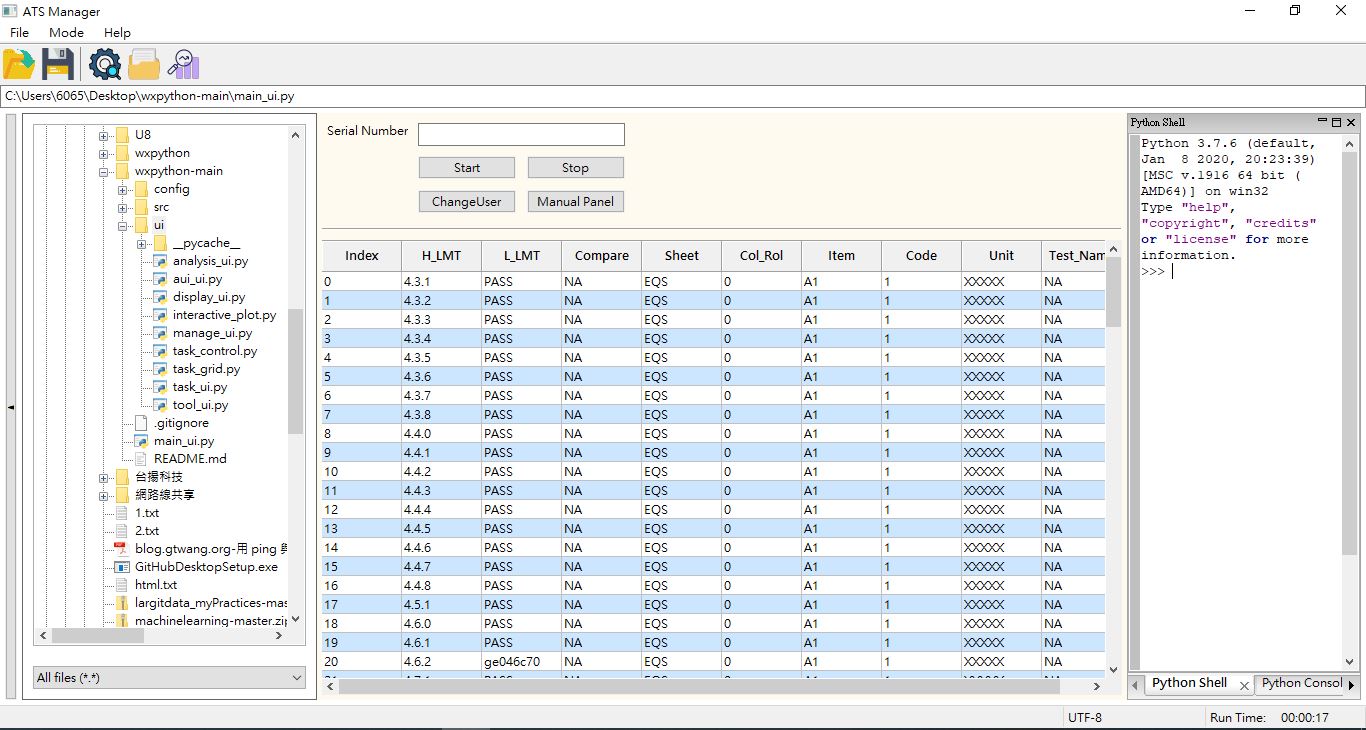 ATS Manager
File Mode Help
C:\Users\6065\Desktop\wxpython-main\main_ui.py
U8
wxpython
wxpython-main
config
src
ui
__pycache__
analysis_ui.py
aui_ui.py
display_ui.py
interactive_plot.py
manage_ui.py
task_control.py
task_grid.py
task_ui.py
tool_ui.py
.gitignore
main_ui.py
README.md
台揚科技
網路線共享
1.txt
2.txt
blog.gtwang.org-用 ping
GitHubDesktopSetup.exe
html.txt
largitdata_myPractices-mas
machinelearning-master.zip
All files (*.*)
Serial Number
Start Stop
ChangeUser Manual Panel
Index H_LMT L_LMT Compare Sheet Col_Rol Item Code Unit Test_Nam
0 4.3.1 PASS NA EQS 0 A1 1 XXXXX NA
1 4.3.2 PASS NA EQS 0 A1 1 XXXXX NA
2 4.3.3 PASS NA EQS 0 A1 1 XXXXX NA
3 4.3.4 PASS NA EQS 0 A1 1 XXXXX NA
4 4.3.5 PASS NA EQS 0 A1 1 XXXXX NA
5 4.3.6 PASS NA EQS 0 A1 1 XXXXX NA
6 4.3.7 PASS NA EQS 0 A1 1 XXXXX NA
7 4.3.8 PASS NA EQS 0 A1 1 XXXXX NA
8 4.4.0 PASS NA EQS 0 A1 1 XXXXX NA
9 4.4.1 PASS NA EQS 0 A1 1 XXXXX NA
10 4.4.2 PASS NA EQS 0 A1 1 XXXXX NA
11 4.4.3 PASS NA EQS 0 A1 1 XXXXX NA
12 4.4.4 PASS NA EQS 0 A1 1 XXXXX NA
13 4.4.5 PASS NA EQS 0 A1 1 XXXXX NA
14 4.4.6 PASS NA EQS 0 A1 1 XXXXX NA
15 4.4.7 PASS NA EQS 0 A1 1 XXXXX NA
16 4.4.8 PASS NA EQS 0 A1 1 XXXXX NA
17 4.5.1 PASS NA EQS 0 A1 1 XXXXX NA
18 4.6.0 PASS NA EQS 0 A1 1 XXXXX NA
19 4.6.1 PASS NA EQS 0 A1 1 XXXXX NA
20 4.6.2 ge046c70 NA EQS 0 A1 1 XXXXX NA
Python Shell
Python 3.7.6 (default,
Jan 8 2020, 20:23:39)
[MSC v.1916 64 bit (
AMD64)] on win32
Type "help",
"copyright", "credits"
or "license" for more
information.
>>>
Python Shell Python Consol
UTF-8 Run Time: 00:00:17